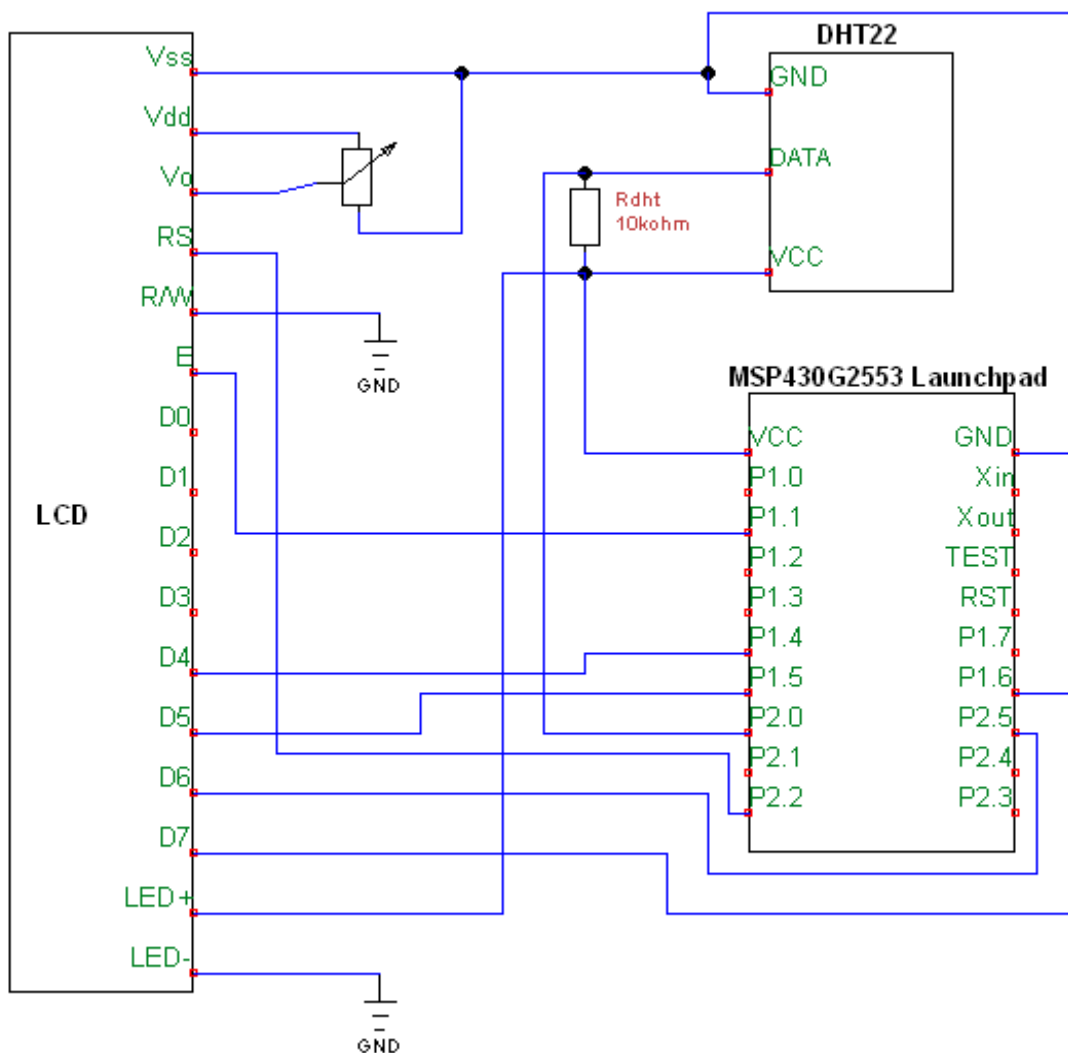 LCD
Vss
Vdd
Vo
RS
R/W
E
D0
D1
D2
D3
D4
D5
D6
D7
LED+
LED-
GND
GND
Rdht
10kohm
DHT22
GND
DATA
VCC
MSP430G2553 Launchpad
VCC
P1.0
P1.1
P1.2
P1.3
P1.4
P1.5
P2.0
P2.1
P2.2
GND
Xin
Xout
TEST
RST
P1.7
P1.6
P2.5
P2.4
P2.3